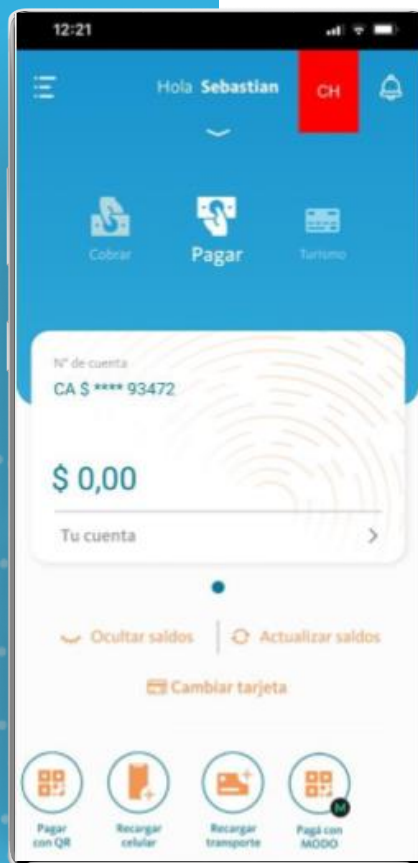 12:21
Hola Sebastian
CH
Cobrar
Pagar
Turismo
N° de cuenta
CA $ **** 93472
$ 0,00
Tu cuenta
Ocultar saldos
Actualizar saldos
Cambiar tarjeta
Pagar
con QR
Recargar
celular
Recargar
transporte
Pagá con
MODO
M